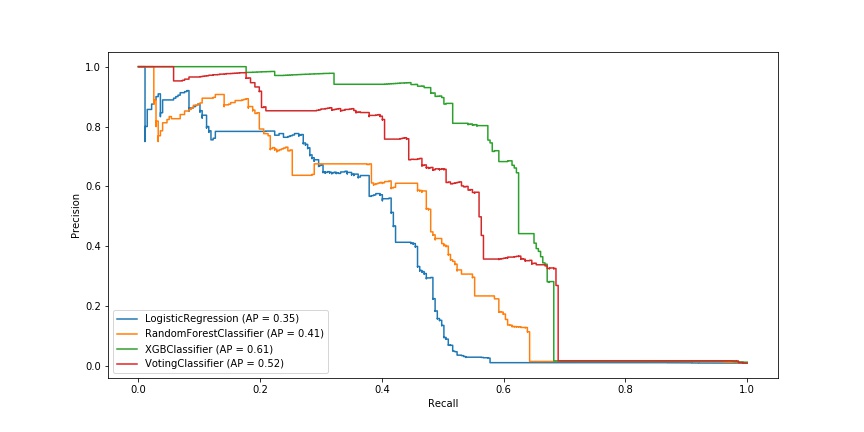 1.0
0.8
0.6
0.4
0.2
0.0
Precision
LogisticRegression (AP = 0.35)
RandomForestClassifier (AP = 0.41)
XGBClassifier (AP = 0.61)
VotingClassifier (AP = 0.52)
0.0 0.2 0.4 0.6 0.8 1.0
Recall